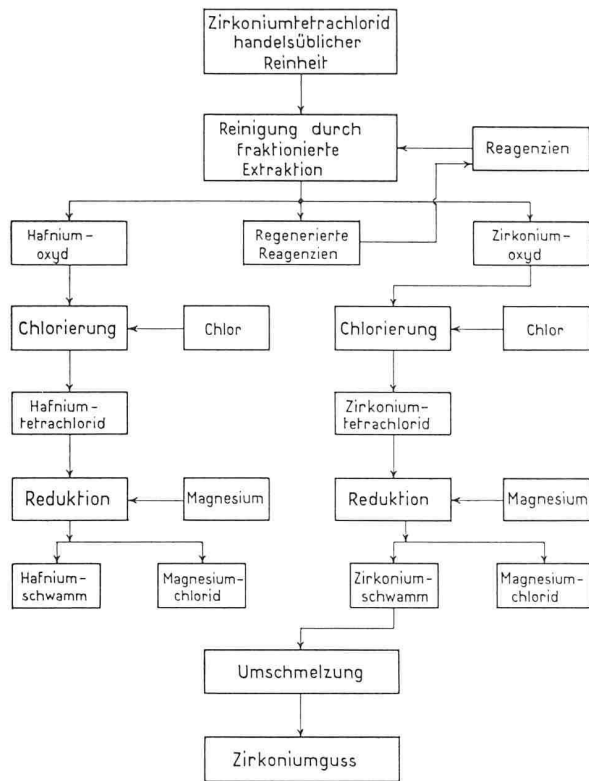 Zirkoniumtetrachlorid
handelsüblicher
Reinheit
Reinigung durch
fraktionierte
Extraktion
Reagenzien
Hafnium-
oxyd
Regenerierte
Reagenzien
Zirkonium-
oxyd
Chlorierung
Chlor
Chlorierung
Chlor
Hafnium-
tetrachlorid
Zirkonium-
tetrachlorid
Reduktion
Magnesium
Reduktion
Magnesium
Hafnium-
schwamm
Magnesium-
chlorid
Zirkonium-
schwamm
Magnesium-
chlorid
Umschmelzung
Zirkoniumguss